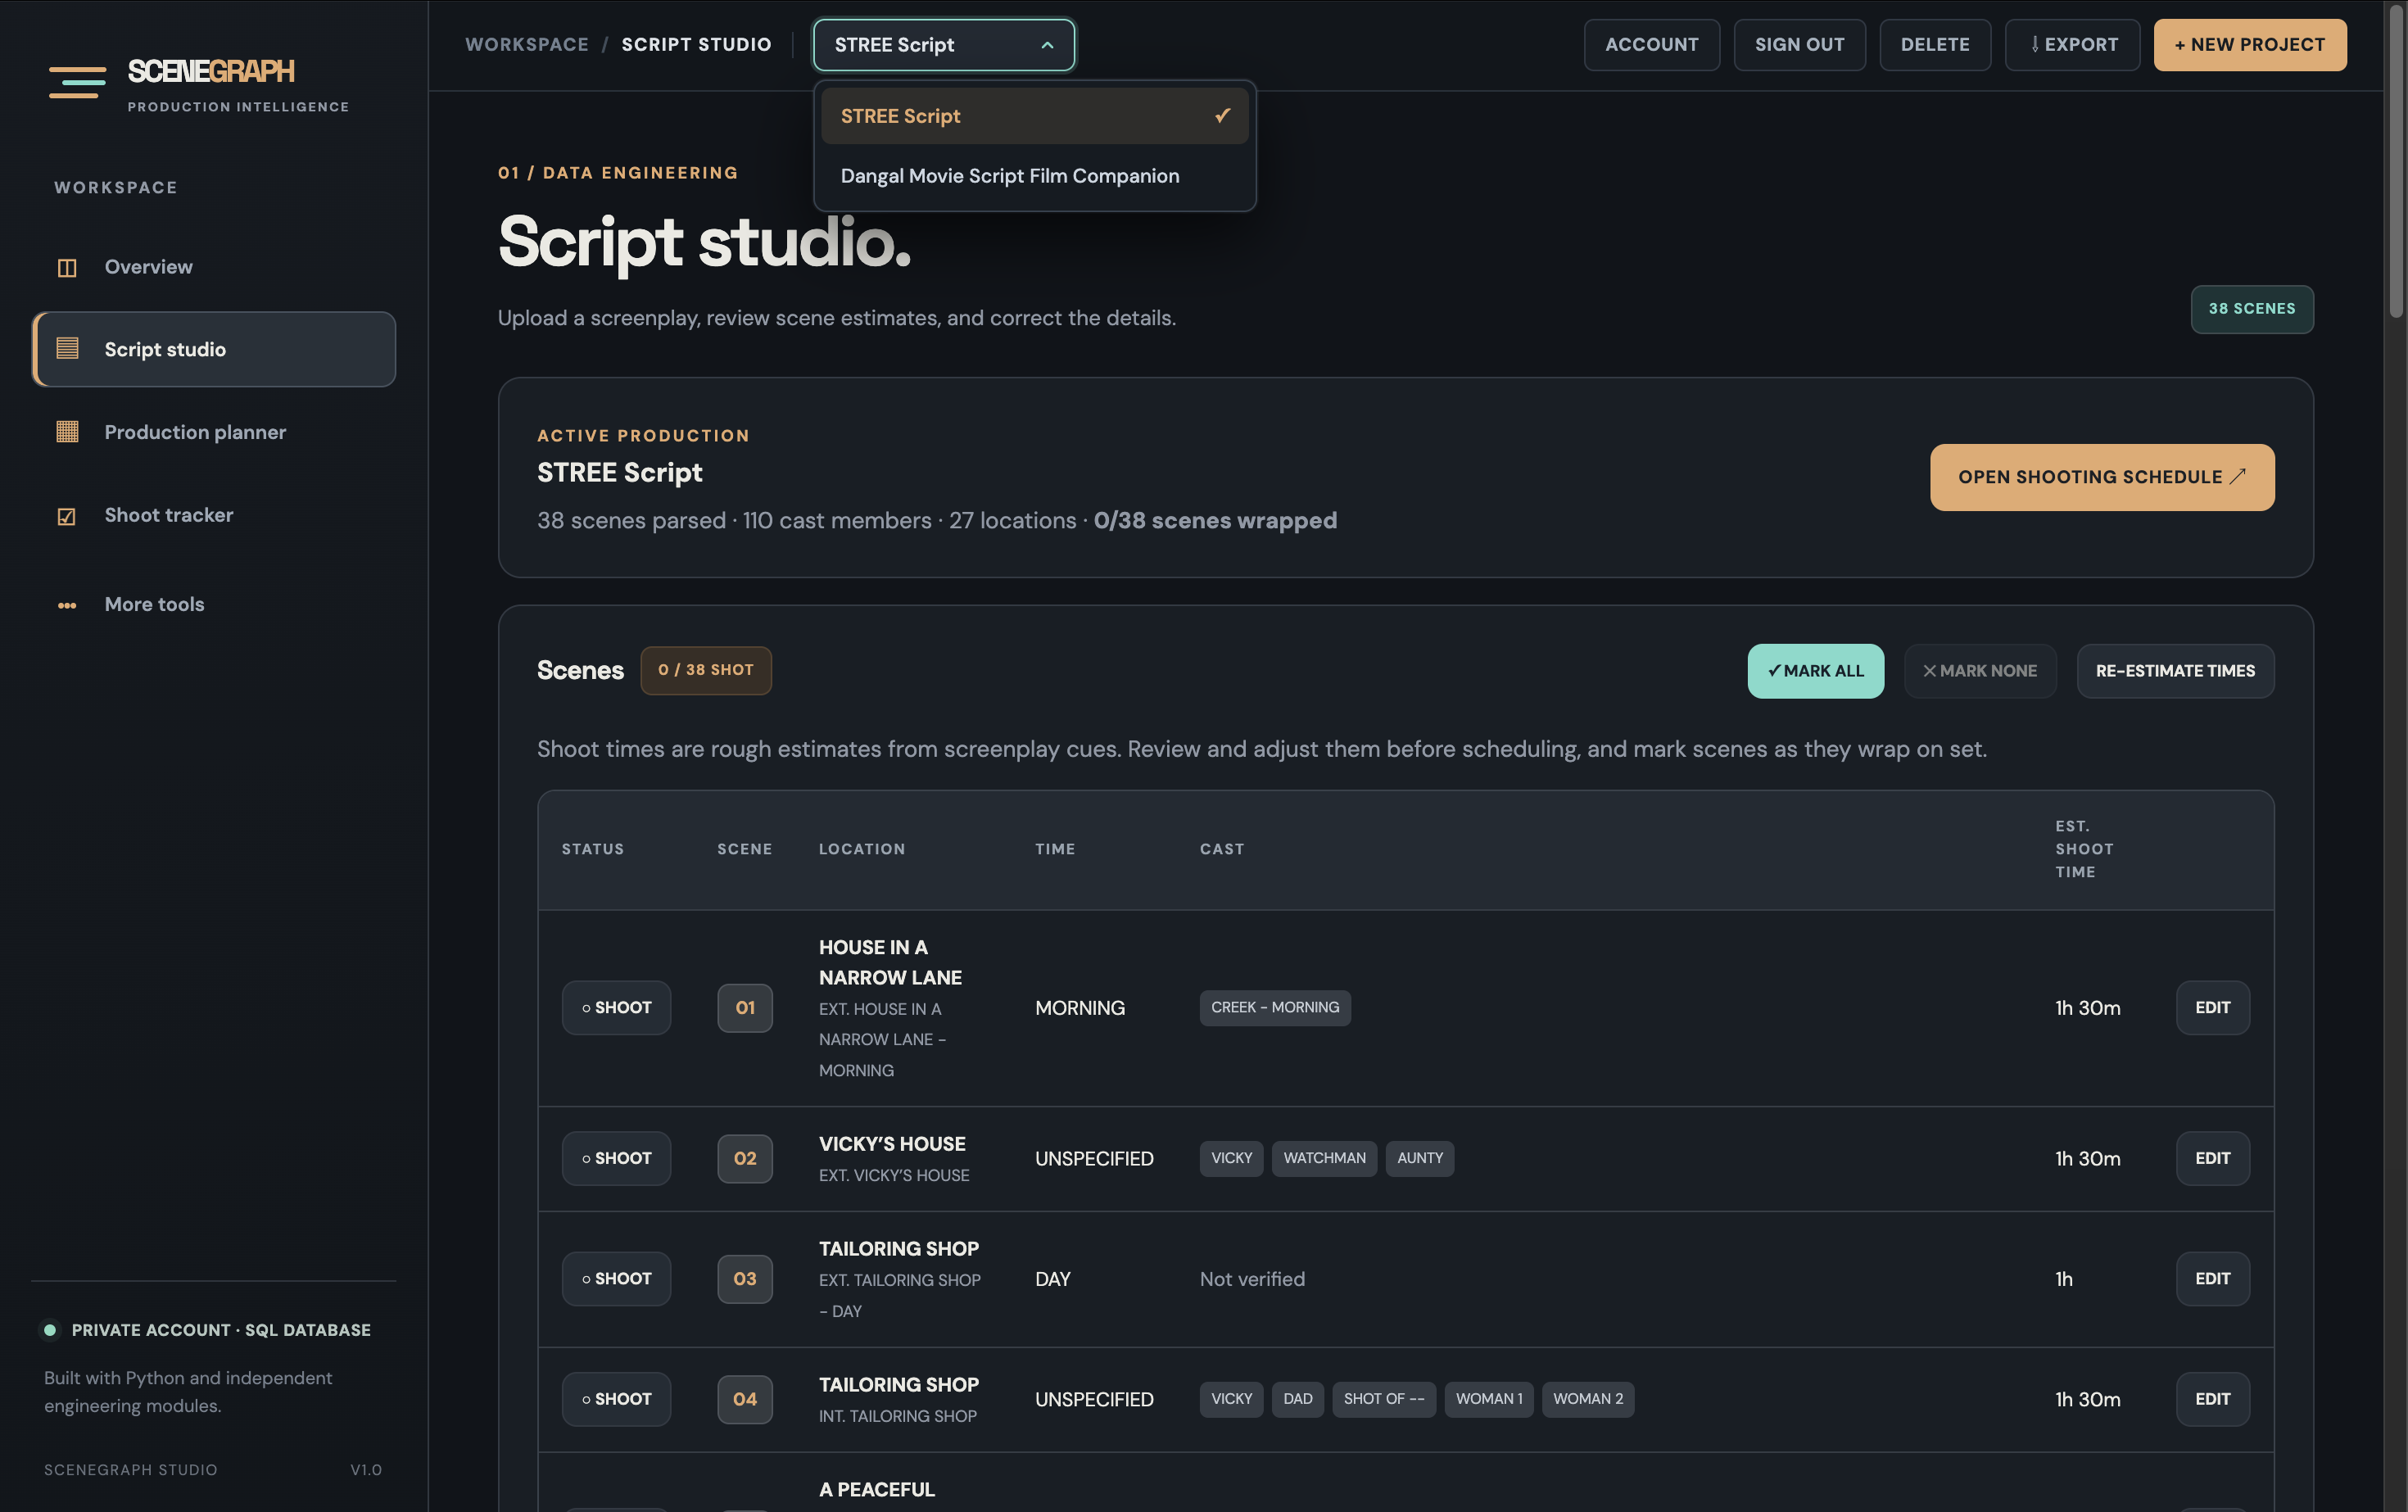 SCENEGRAPH
PRODUCTION INTELLIGENCE
WORKSPACE
Overview
Script studio
Production planner
Shoot tracker
More tools
PRIVATE ACCOUNT · SQL DATABASE
Built with Python and independent
engineering modules.
SCENEGRAPH STUDIO V1.0
WORKSPACE / SCRIPT STUDIO
STREE Script
ACCOUNT
SIGN OUT
DELETE
↓ EXPORT
+ NEW PROJECT
STREE Script ✓
Dangal Movie Script Film Companion
01 / DATA ENGINEERING
Script studio.
Upload a screenplay, review scene estimates, and correct the details.
38 SCENES
ACTIVE PRODUCTION
STREE Script
38 scenes parsed · 110 cast members · 27 locations · 0/38 scenes wrapped
OPEN SHOOTING SCHEDULE ↗
Scenes
0 / 38 SHOT
✓ MARK ALL
✕ MARK NONE
RE-ESTIMATE TIMES
Shoot times are rough estimates from screenplay cues. Review and adjust them before scheduling, and mark scenes as they wrap on set.
STATUS SCENE LOCATION TIME CAST
EST.
SHOOT
TIME
○ SHOOT
01
HOUSE IN A
NARROW LANE
EXT. HOUSE IN A
NARROW LANE -
MORNING
MORNING
CREEK - MORNING
1h 30m
EDIT
○ SHOOT
02
VICKY'S HOUSE
EXT. VICKY'S HOUSE
UNSPECIFIED
VICKY WATCHMAN AUNTY
1h 30m
EDIT
○ SHOOT
03
TAILORING SHOP
EXT. TAILORING SHOP
- DAY
DAY
Not verified
1h
EDIT
○ SHOOT
04
TAILORING SHOP
INT. TAILORING SHOP
UNSPECIFIED
VICKY DAD SHOT OF -- WOMAN 1 WOMAN 2
1h 30m
EDIT
A PEACEFUL